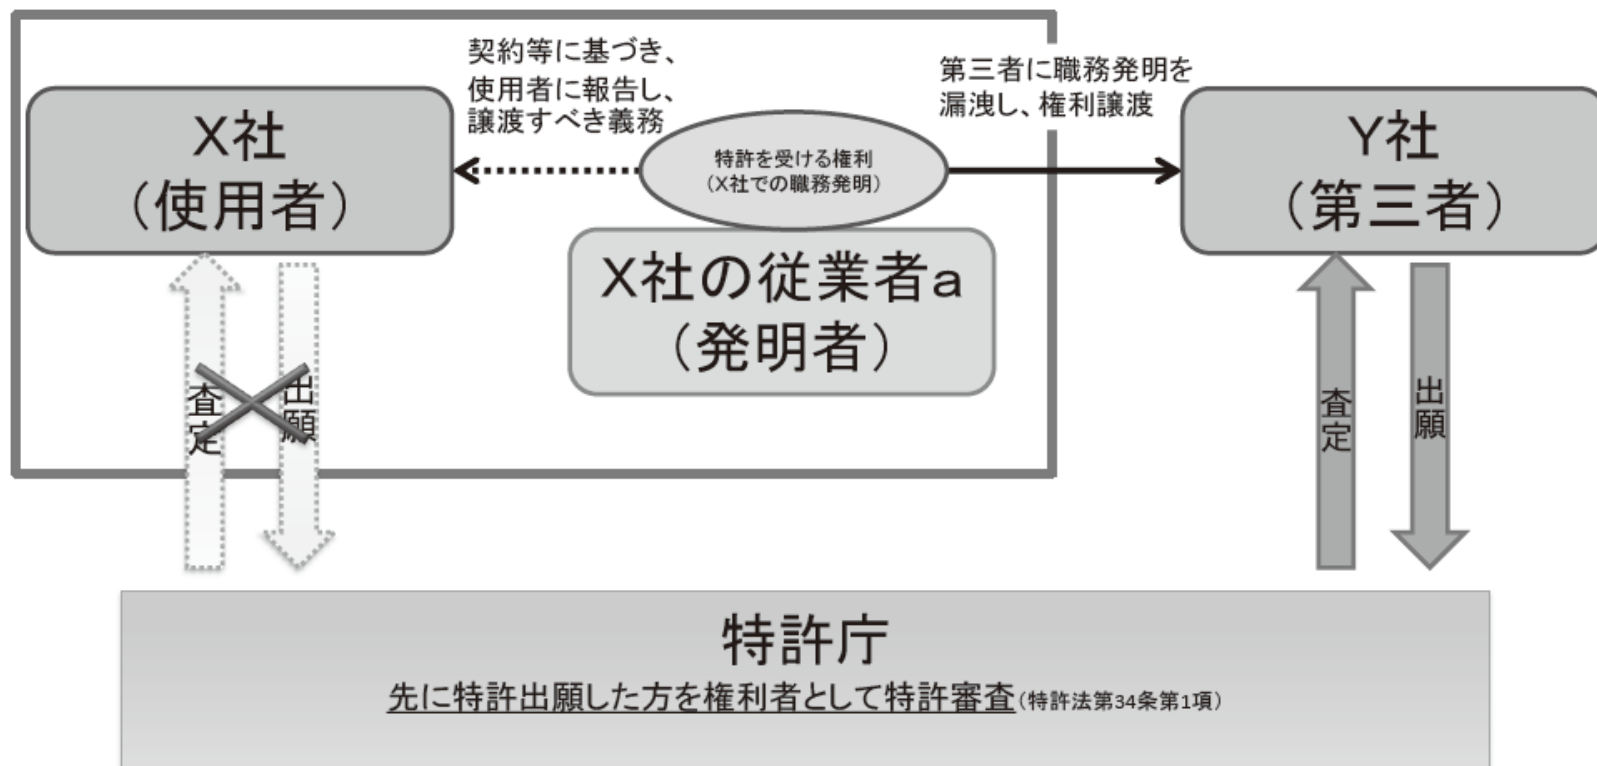 契約等に基づき、
使用者に報告し、
譲渡すべき義務
第三者に職務発明を
漏洩し、権利譲渡
X社
（使用者）
特許を受ける権利
（X社での職務発明）
Y社
（第三者）
X社の従業者a
（発明者）
査定
出願
査定
出願
特許庁
先に特許出願した方を権利者として特許審査（特許法第34条第1項）